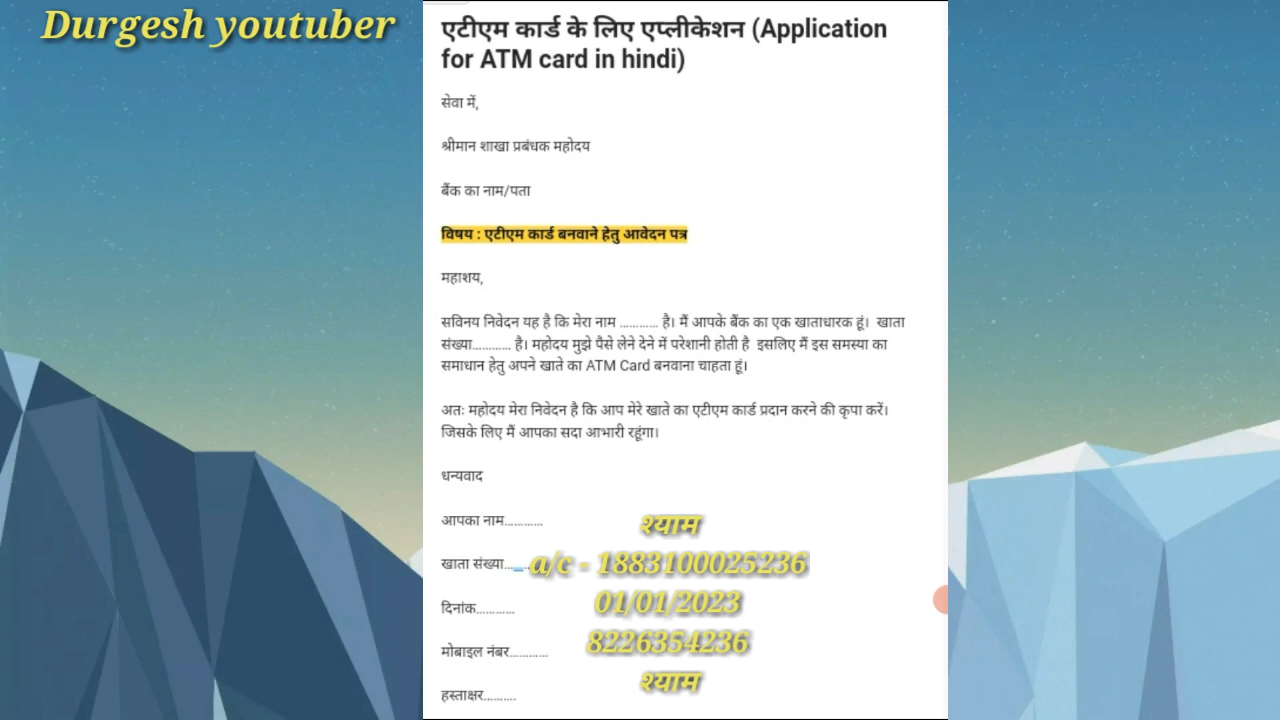 Durgesh youtuber
एटीएम कार्ड के लिए एप्लीकेशन (Application
for ATM card in hindi)
सेवा में,
श्रीमान शाखा प्रबंधक महोदय
बैंक का नाम/पता
विषय : एटीएम कार्ड बनवाने हेतु आवेदन पत्र
महाशय,
सविनय निवेदन यह है कि मेरा नाम ………… है। मैं आपके बैंक का एक खाताधारक हूं।  खाता
संख्या………… है। महोदय मुझे पैसे लेने देने में परेशानी होती है  इसलिए मैं इस समस्या का
समाधान हेतु अपने खाते का ATM Card बनवाना चाहता हूं।
अतः महोदय मेरा निवेदन है कि आप मेरे खाते का एटीएम कार्ड प्रदान करने की कृपा करें।
जिसके लिए मैं आपका सदा आभारी रहूंगा।
धन्यवाद
आपका नाम………… श्याम
खाता संख्या…….. a/c - 1883100025236
दिनांक………… 01/01/2023
मोबाइल नंबर………… 8226354236
हस्ताक्षर………. श्याम